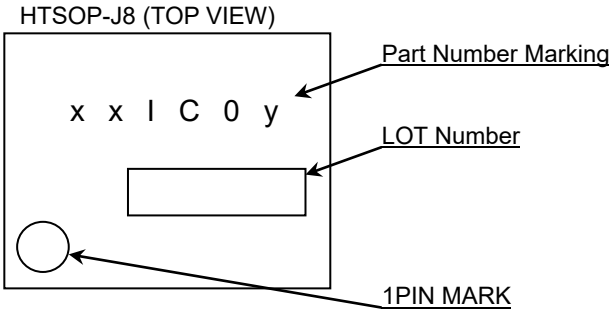 HTSOP-J8 (TOP VIEW)
Part Number Marking
x x I C 0 y
LOT Number
1PIN MARK